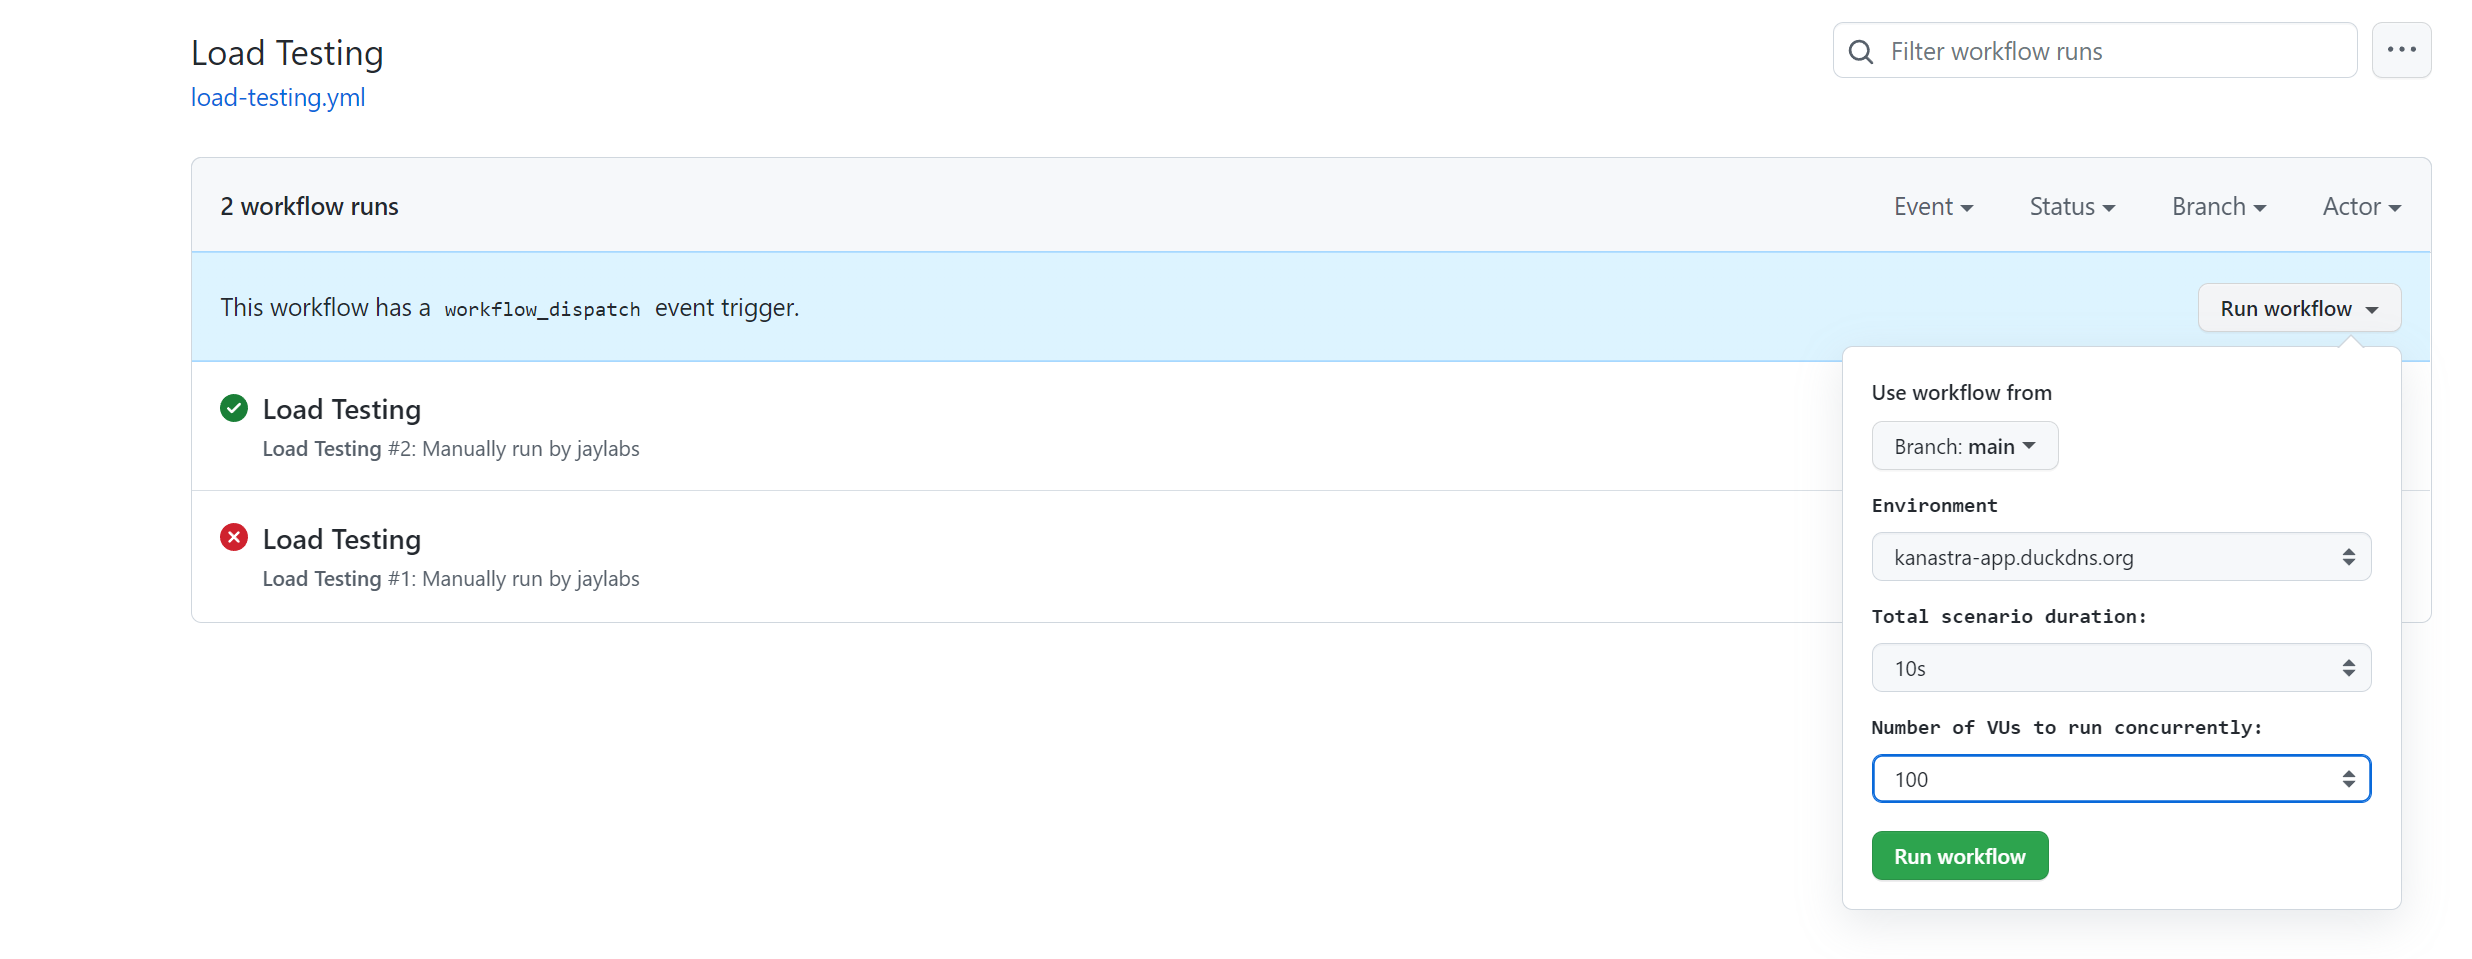 Load Testing
load-testing.yml
Filter workflow runs
2 workflow runs
Event
Status
Branch
Actor
This workflow has a workflow_dispatch event trigger.
Run workflow
Load Testing
Load Testing #2: Manually run by jaylabs
Load Testing
Load Testing #1: Manually run by jaylabs
Use workflow from
Branch: main
Environment
kanastra-app.duckdns.org
Total scenario duration:
10s
Number of VUs to run concurrently:
100
Run workflow